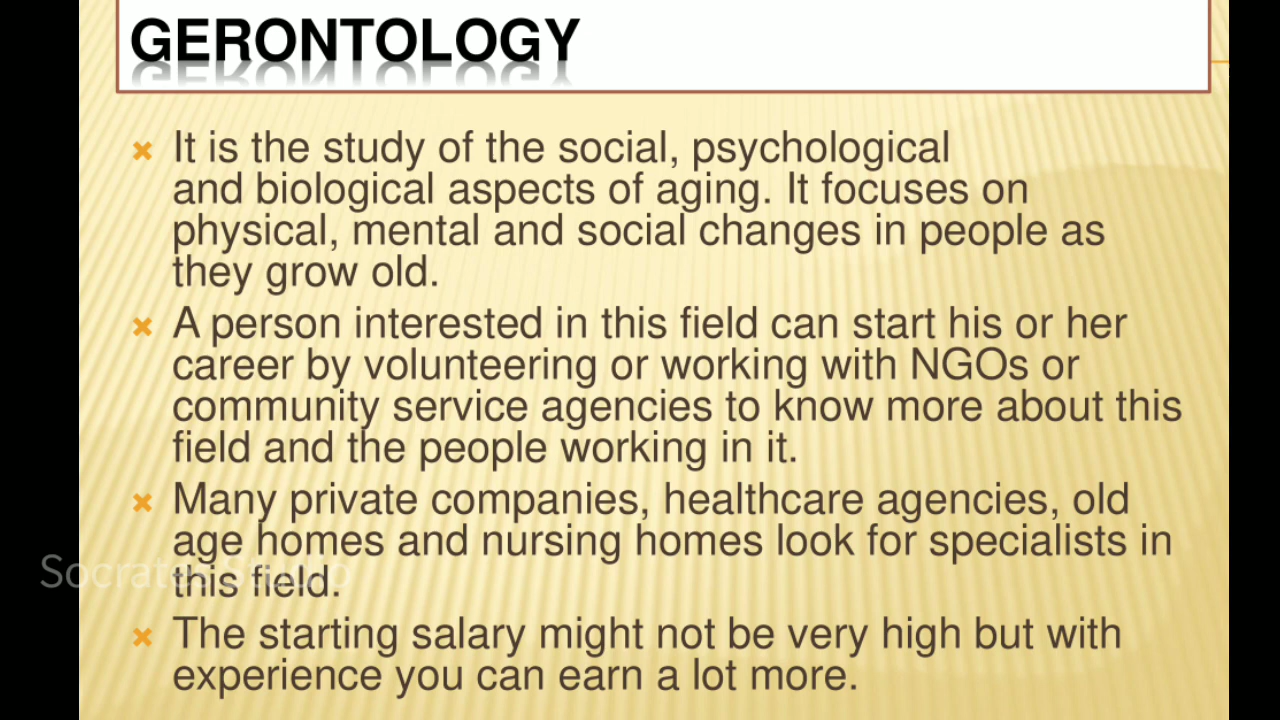 GERONTOLOGY
It is the study of the social, psychological
and biological aspects of aging. It focuses on
physical, mental and social changes in people as
they grow old.
A person interested in this field can start his or her
career by volunteering or working with NGOs or
community service agencies to know more about this
field and the people working in it.
Many private companies, healthcare agencies, old
age homes and nursing homes look for specialists in
this field.
Socrates Studio
The starting salary might not be very high but with
experience you can earn a lot more.